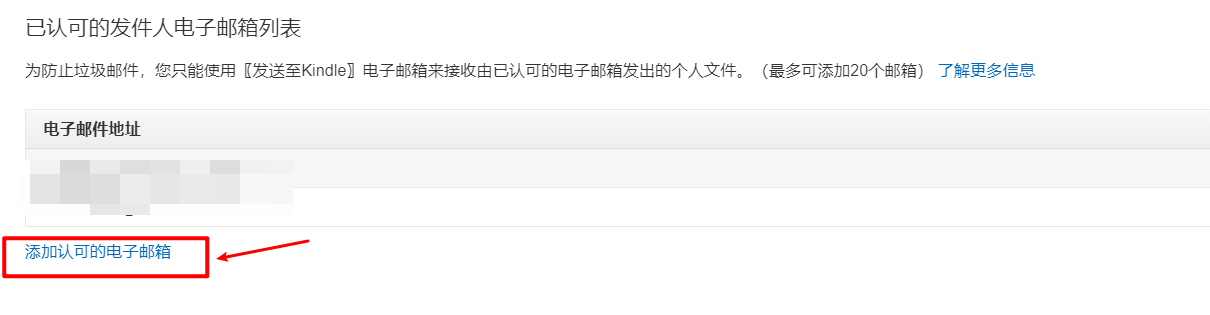 已认可的发件人电子邮箱列表
为防止垃圾邮件，您只能使用〖发送至Kindle〗电子邮箱来接收由已认可的电子邮箱发出的个人文件。（最多可添加20个邮箱） 了解更多信息
电子邮件地址
添加认可的电子邮箱